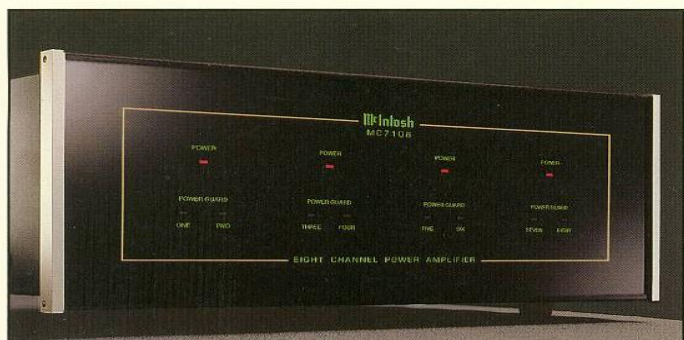 McIntosh
MC7108
POWER POWER POWER POWER
POWER GUARD POWER GUARD POWER GUARD POWER GUARD
ONE TWO THREE FOUR FIVE SIX SEVEN EIGHT
EIGHT CHANNEL POWER AMPLIFIER